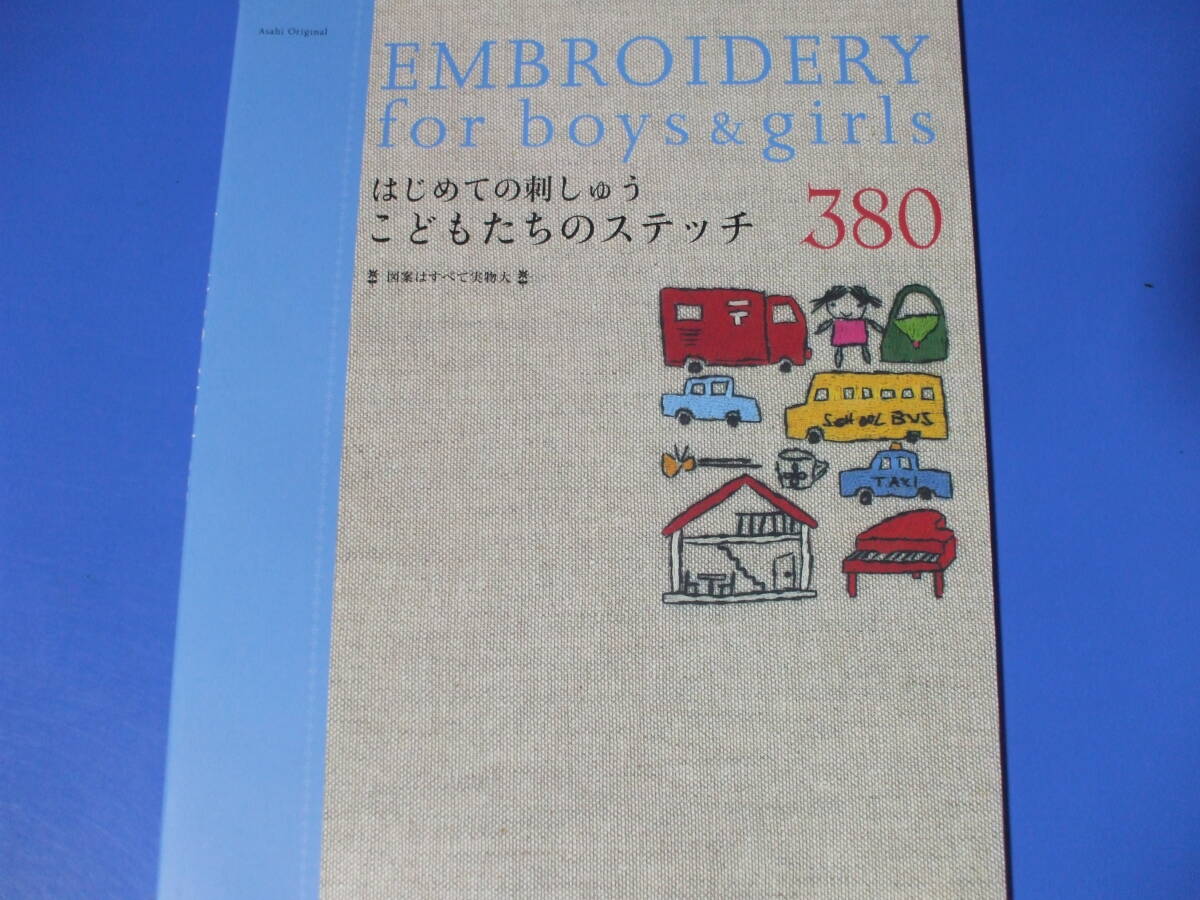 Asahi Original
EMBROIDERY
for boys & girls
はじめての刺しゅう
こどもたちのステッチ 380
図案はすべて実物大
〒
SCHOOL BUS
TAXI